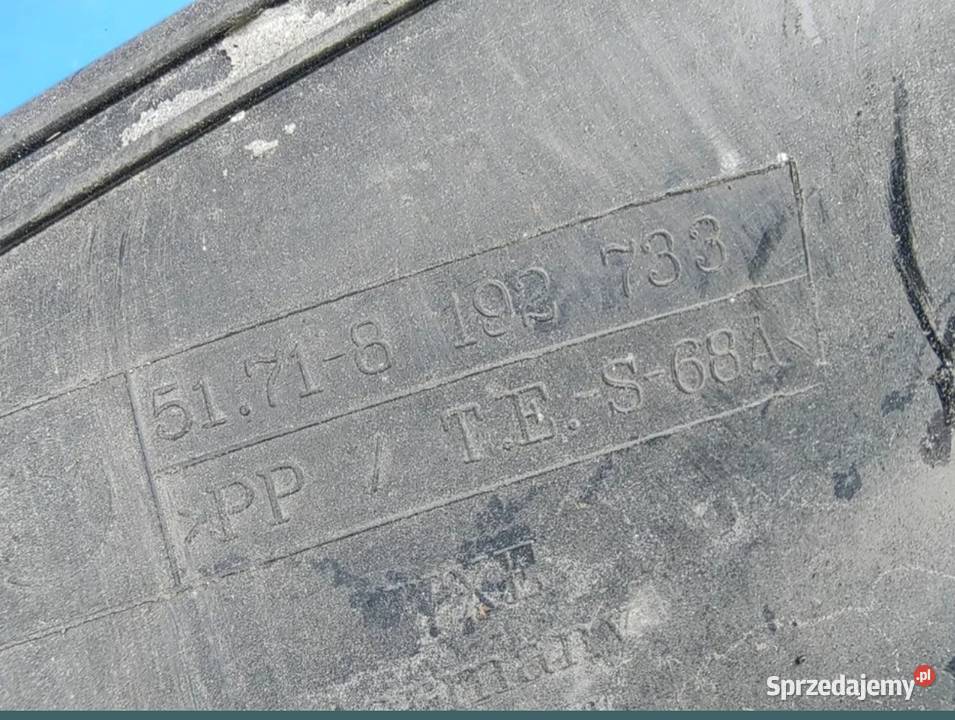 51.71-8 192 733
>PP / T.E.-S-68A<
Sprzedajemy.pl